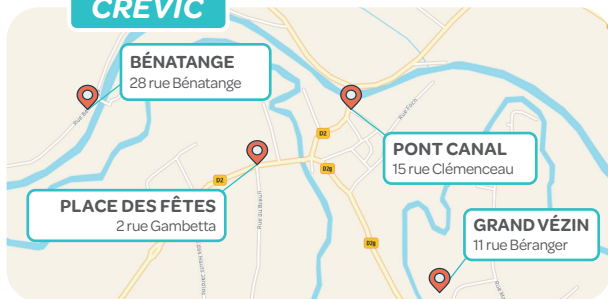 CRÉVIC
BÉNATANGE
28 rue Bénatange
D2
Rue Foch
PONT CANAL
15 rue Clémenceau
D2
D2g
PLACE DES FÊTES
2 rue Gambetta
Rue du Breuil
D2g
GRAND VÉZIN
11 rue Béranger